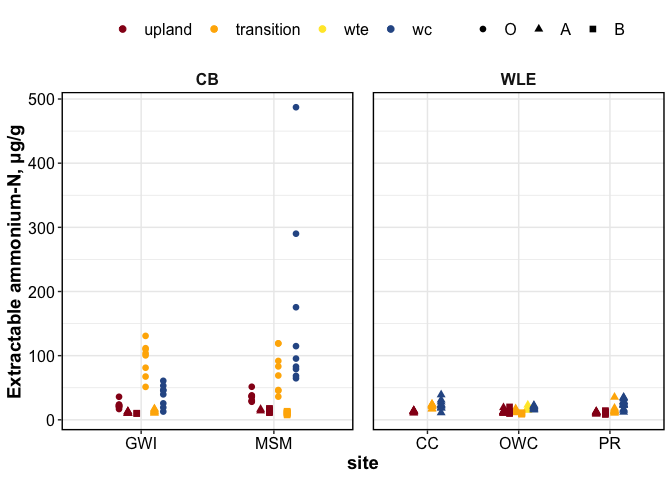 upland transition wte wc O A B
CB WLE
Extractable ammonium-N, μg/g
500
400
300
200
100
0
GWI MSM CC OWC PR
site